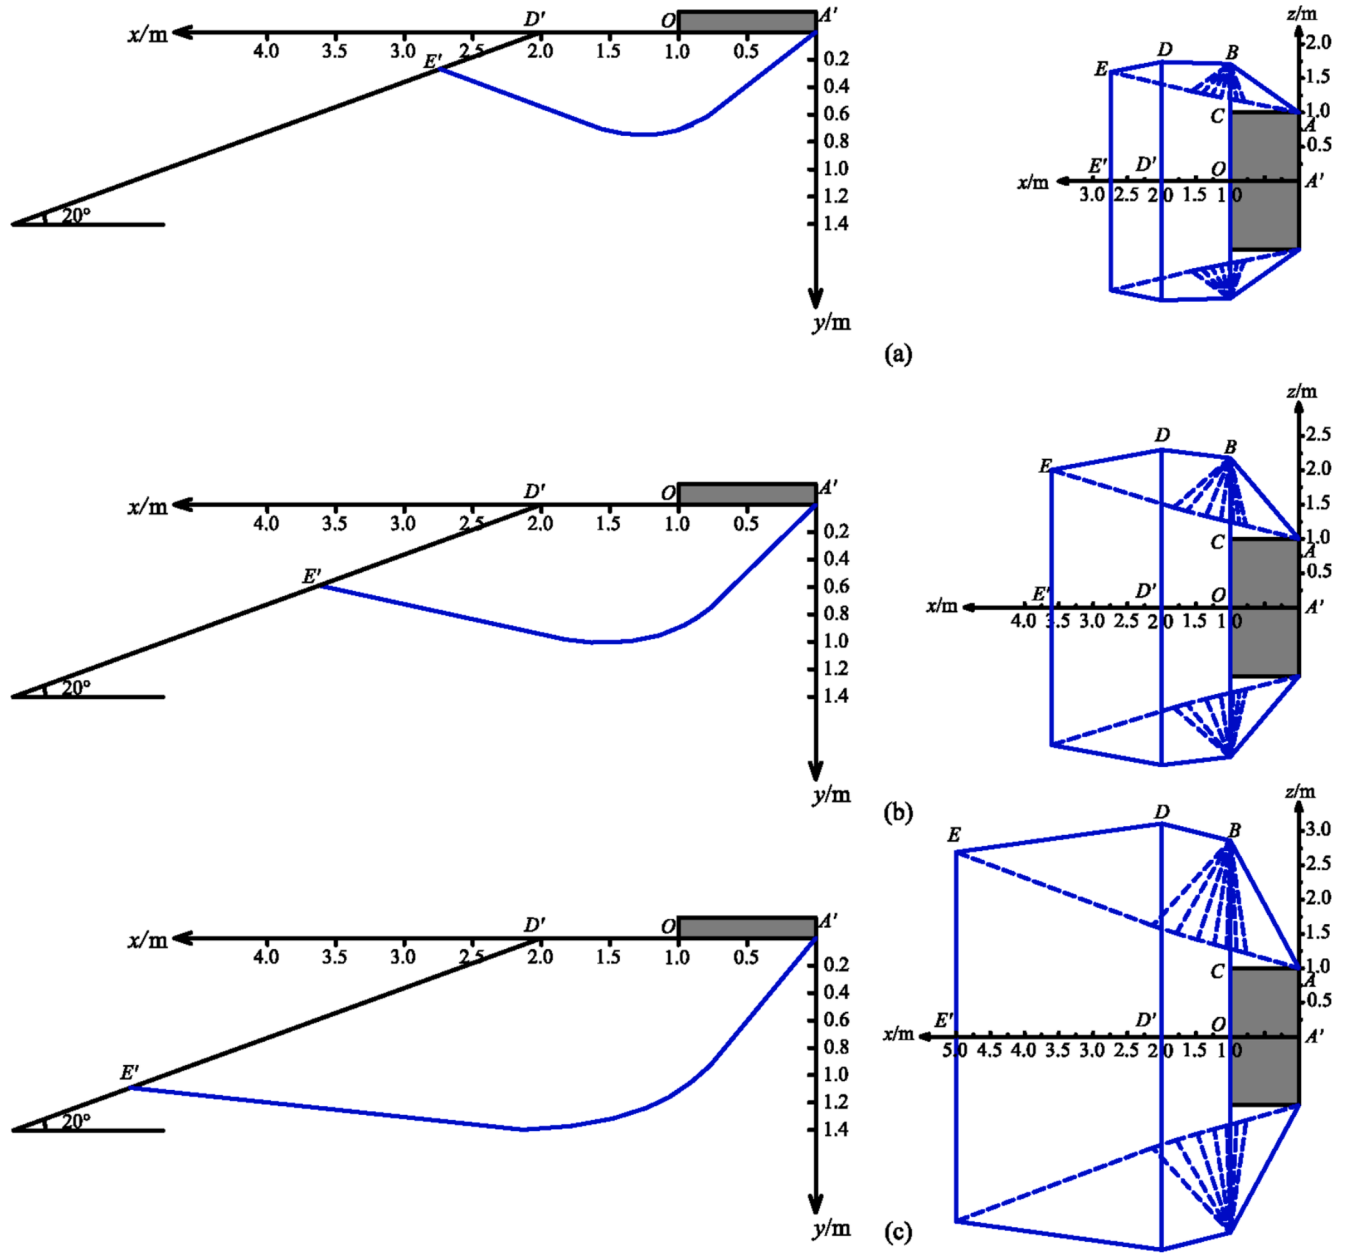 D' O A'
x/m 4.0 3.5 3.0 2.5 2.0 1.5 1.0 0.5
E'
0.2
0.4
0.6
0.8
1.0
1.2
1.4
20°
y/m
z/m
2.0
D B
E 1.5
C 1.0
A
0.5
E' D' O A'
x/m 3.0 2.5 2.0 1.5 1.0
(a)
D' O A'
x/m 4.0 3.5 3.0 2.5 2.0 1.5 1.0 0.5
E'
0.2
0.4
0.6
0.8
1.0
1.2
1.4
20°
y/m
z/m
2.5
D B
E 2.0
1.5
C 1.0
A
0.5
E' D' O A'
x/m 4.0 3.5 3.0 2.5 2.0 1.5 1.0
(b)
D' O A'
x/m 4.0 3.5 3.0 2.5 2.0 1.5 1.0 0.5
0.2
0.4
0.6
0.8
E' 1.0
1.2
1.4
20°
y/m
z/m
D B 3.0
E 2.5
2.0
1.5
C 1.0
A
0.5
E' D' O A'
x/m 5.0 4.5 4.0 3.5 3.0 2.5 2.0 1.5 1.0
(c)